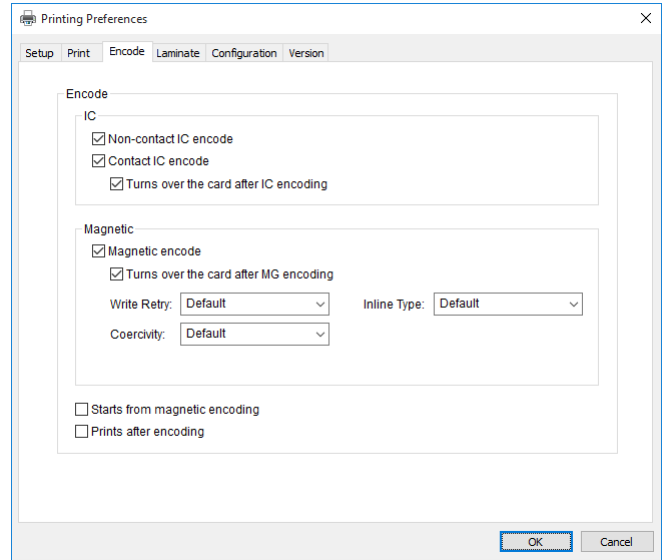 Printing Preferences
Setup Print Encode Laminate Configuration Version
Encode
IC
Non-contact IC encode
Contact IC encode
Turns over the card after IC encoding
Magnetic
Magnetic encode
Turns over the card after MG encoding
Write Retry: Default Inline Type: Default
Coercivity: Default
Starts from magnetic encoding
Prints after encoding
OK Cancel